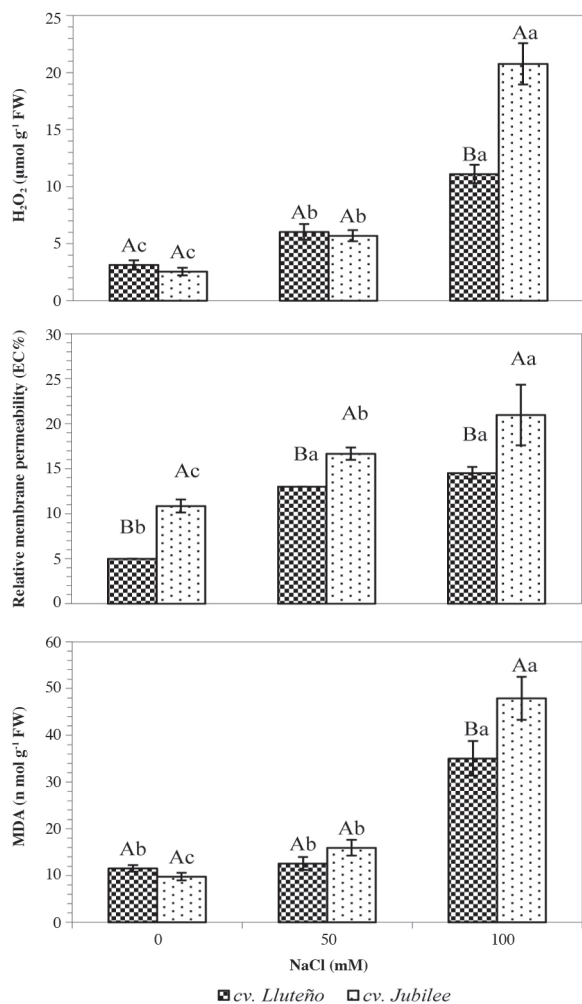 25
20
15
10
5
0
H₂O₂ (µmol g⁻¹ FW)
Ac Ac
Ab Ab
Ba Aa
30
25
20
15
10
5
0
Relative membrane permeability (EC%)
Bb Ac
Ba Ab
Ba Aa
60
50
40
30
20
10
0
MDA (n mol g⁻¹ FW)
Ab Ac
Ab Ab
Ba Aa
0 50 100
NaCl (mM)
cv. Lluteño cv. Jubilee